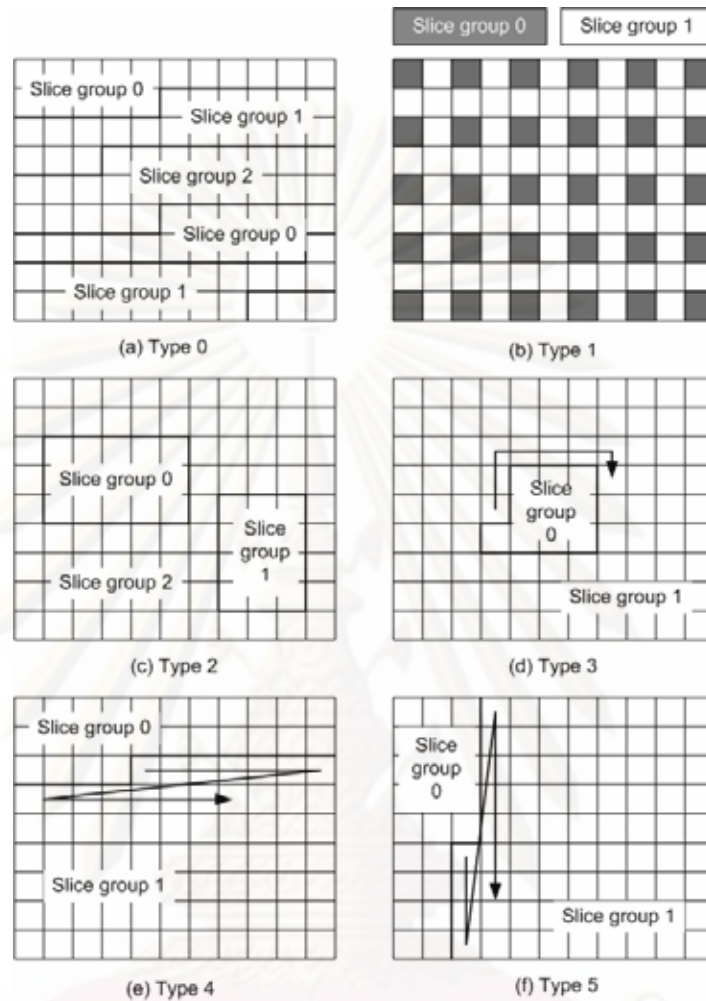 Slice group 0
Slice group 1
Slice group 0
Slice group 1
Slice group 2
Slice group 0
Slice group 1
(a) Type 0
(b) Type 1
Slice group 0
Slice
group
1
Slice group 2
Slice
group
0
Slice group 1
(c) Type 2
(d) Type 3
Slice group 0
Slice group 1
Slice
group
0
Slice group 1
(e) Type 4
(f) Type 5